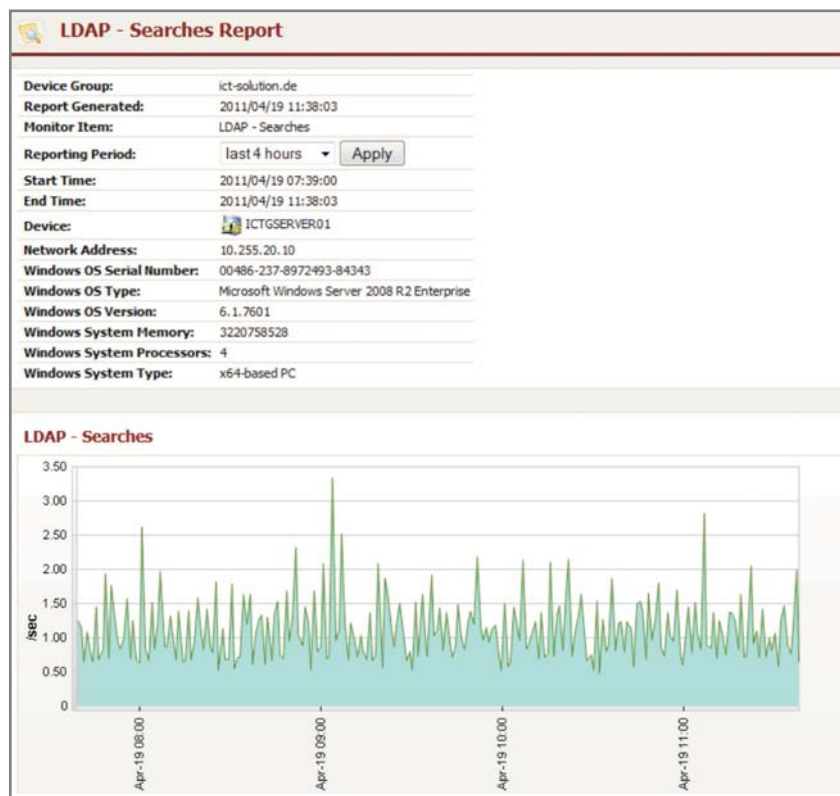 LDAP - Searches Report
Device Group: ict-solution.de
Report Generated: 2011/04/19 11:38:03
Monitor Item: LDAP - Searches
Reporting Period: last 4 hours Apply
Start Time: 2011/04/19 07:39:00
End Time: 2011/04/19 11:38:03
Device: ICTGSERVER01
Network Address: 10.255.20.10
Windows OS Serial Number: 00486-237-8972493-84343
Windows OS Type: Microsoft Windows Server 2008 R2 Enterprise
Windows OS Version: 6.1.7601
Windows System Memory: 3220758528
Windows System Processors: 4
Windows System Type: x64-based PC
LDAP - Searches
3.50
3.00
2.50
2.00
1.50
1.00
0.50
0
/sec
Apr-19 08:00
Apr-19 09:00
Apr-19 10:00
Apr-19 11:00